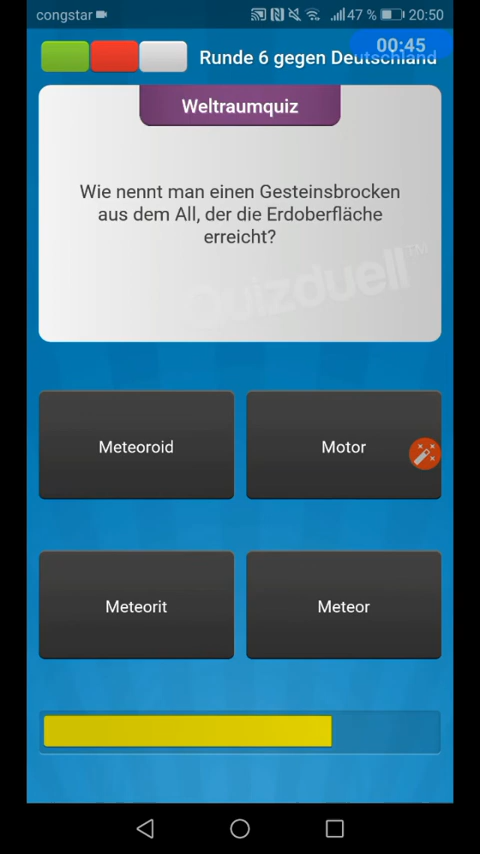 congstar 47 % 20:50
00:45
Runde 6 gegen Deutschland
Weltraumquiz
Wie nennt man einen Gesteinsbrocken
aus dem All, der die Erdoberfläche
erreicht?
Quizduell™
Meteoroid
Motor
Meteorit
Meteor